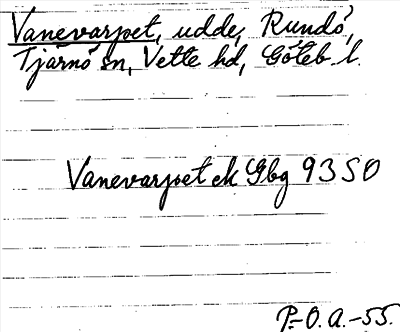 Vanevarpet, udde, Rundö,
Tjärnö sn, Vette hd, Göteb. l.
Vanevarpet ek Gbg 93 SO
P.-O. A. -55.